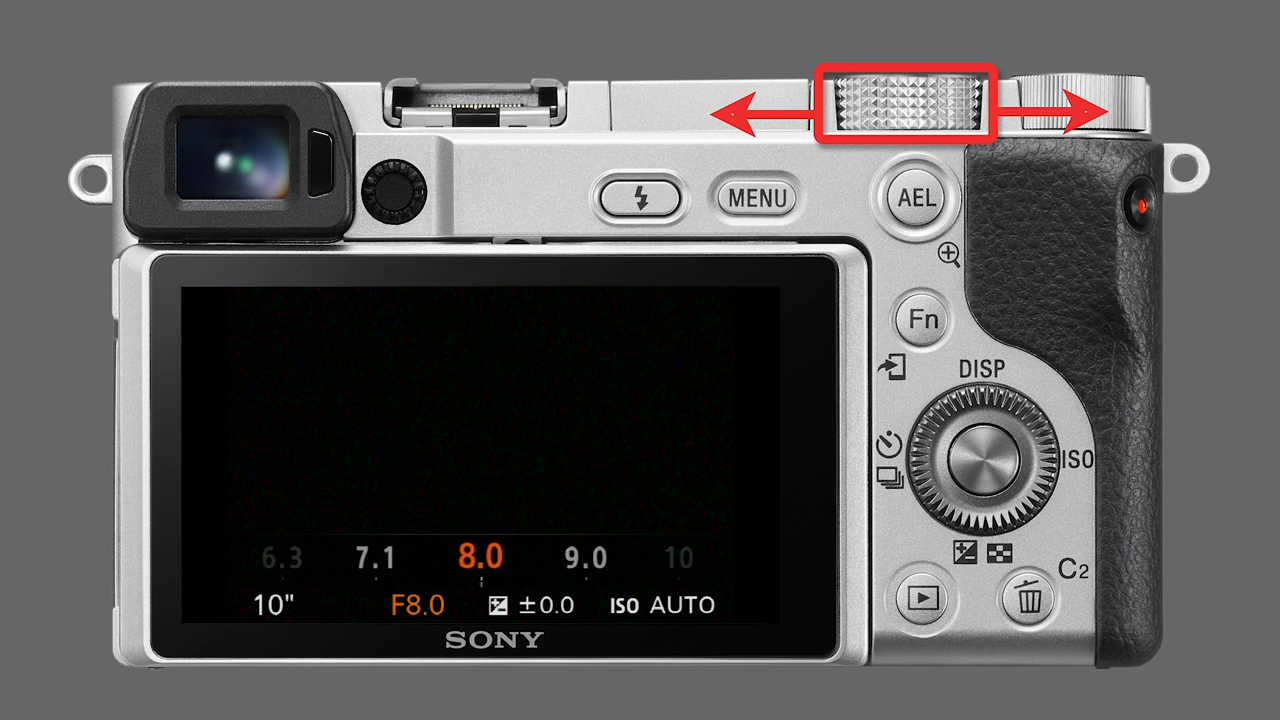 MENU
AEL
Fn
DISP
ISO
6.3 7.1 8.0 9.0 10
10" F8.0 ±0.0 ISO AUTO
C2
SONY